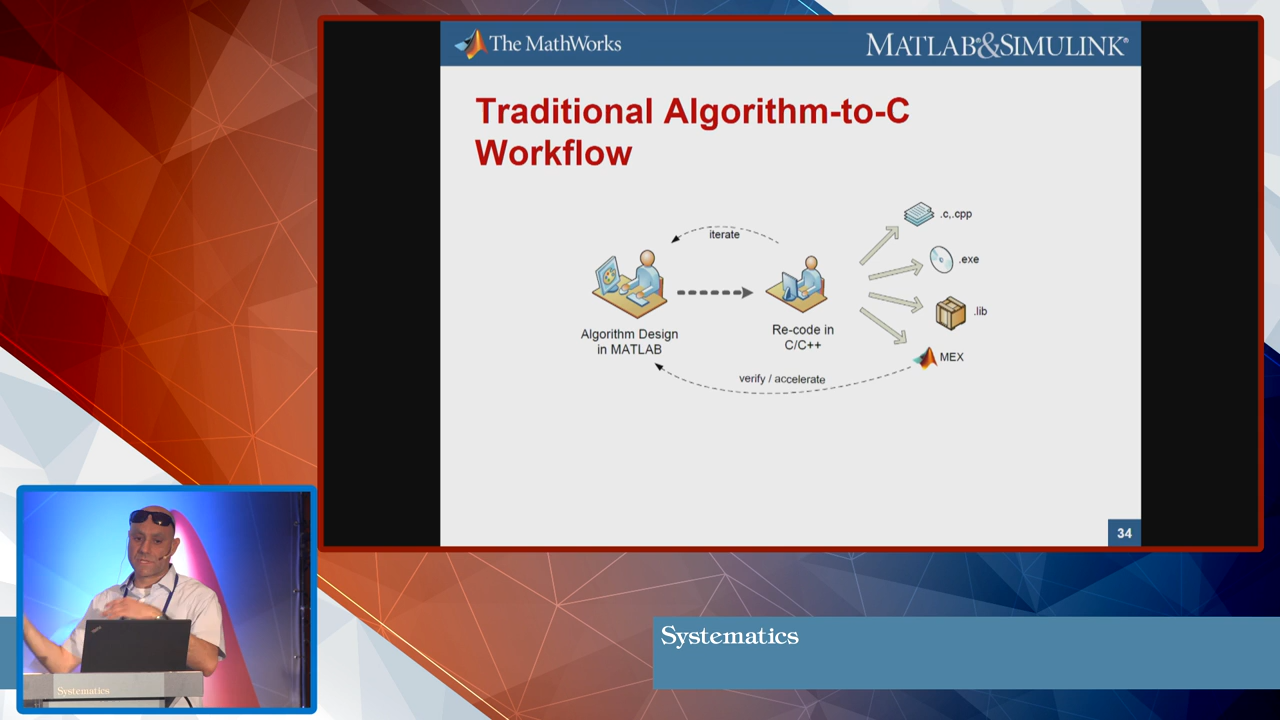 The MathWorks
MATLAB&SIMULINK®
Traditional Algorithm-to-C
Workflow
.c,.cpp
iterate
.exe
.lib
Algorithm Design
in MATLAB
Re-code in
C/C++
MEX
verify / accelerate
34
Systematics
Systematics